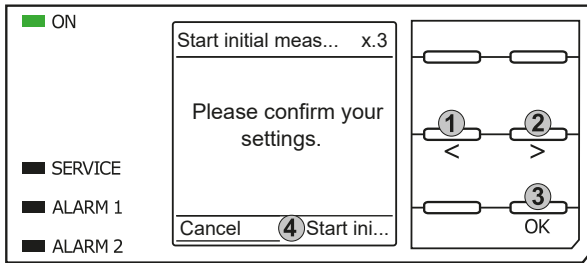 ON
Start initial meas... x.3
Please confirm your
settings.
1 2
< >
SERVICE
3
ALARM 1
OK
Cancel 4 Start ini...
ALARM 2